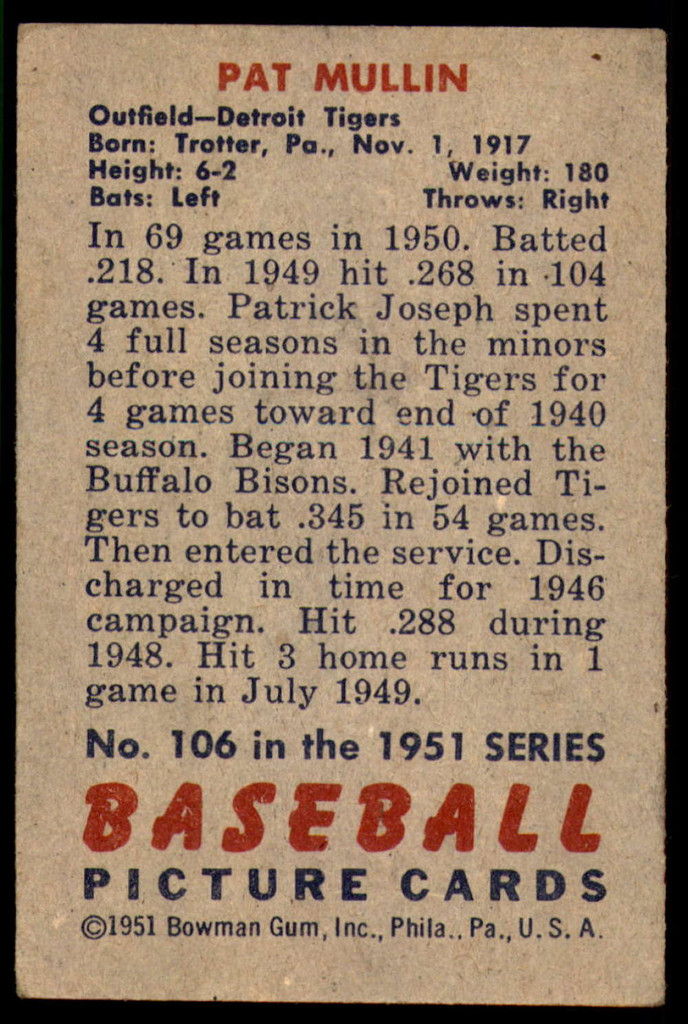 PAT MULLIN
Outfield—Detroit Tigers
Born: Trotter, Pa., Nov. 1, 1917
Height: 6-2 Weight: 180
Bats: Left Throws: Right
In 69 games in 1950. Batted
.218. In 1949 hit .268 in 104
games. Patrick Joseph spent
4 full seasons in the minors
before joining the Tigers for
4 games toward end of 1940
season. Began 1941 with the
Buffalo Bisons. Rejoined Ti-
gers to bat .345 in 54 games.
Then entered the service. Dis-
charged in time for 1946
campaign. Hit .288 during
1948. Hit 3 home runs in 1
game in July 1949.
No. 106 in the 1951 SERIES
BASEBALL
PICTURE CARDS
©1951 Bowman Gum, Inc., Phila., Pa., U. S. A.